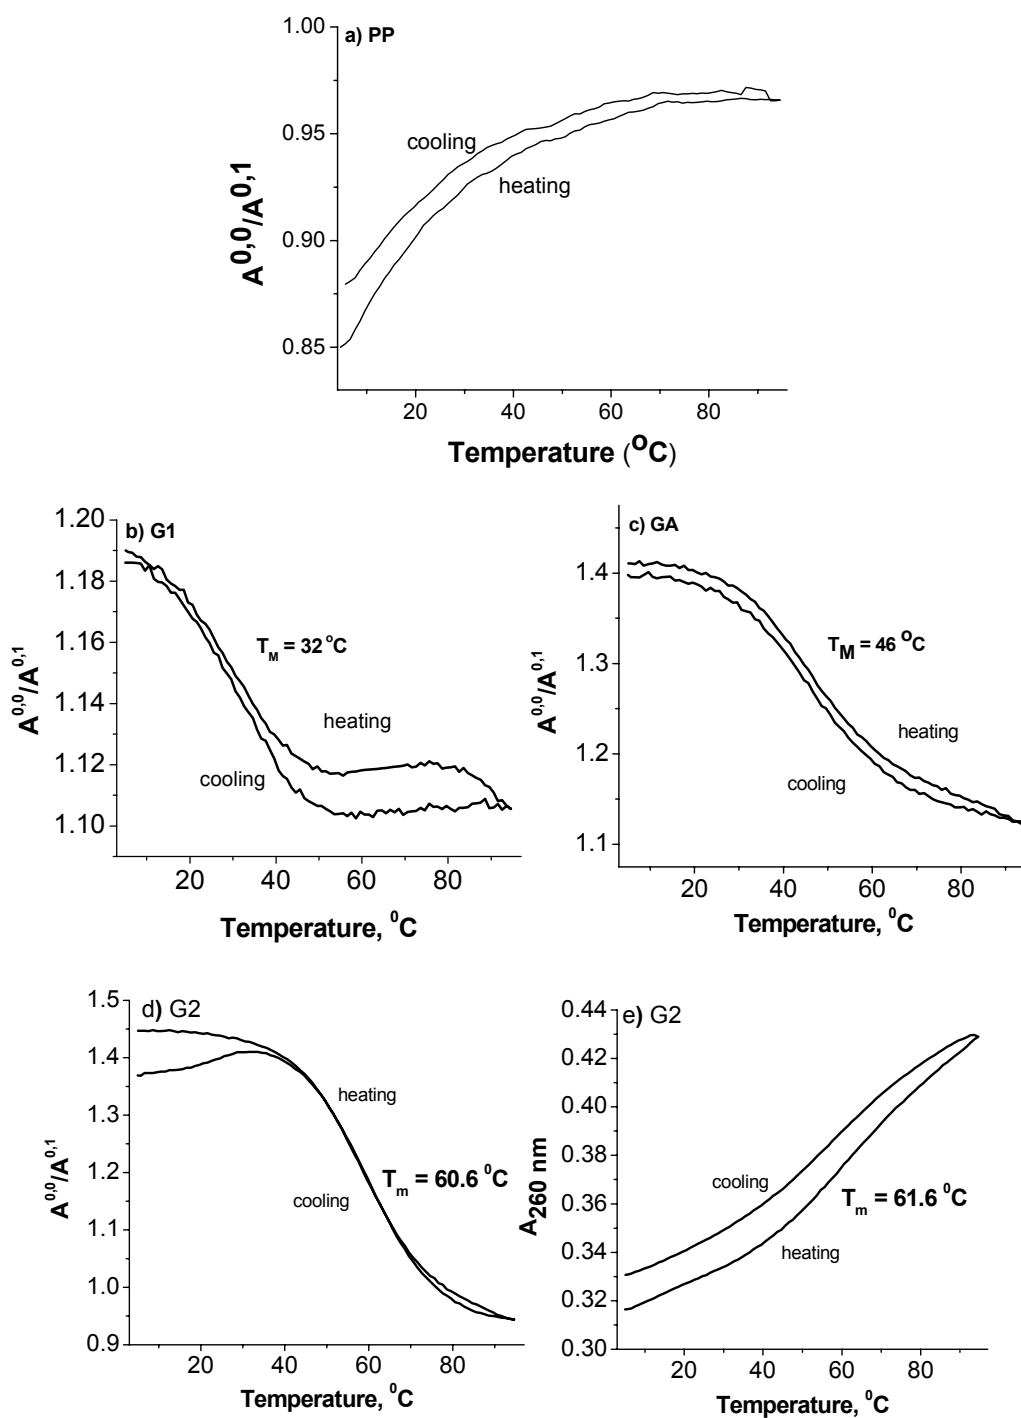 a) PP
1.00
0.95
0.90
0.85
A0,0/A0,1
cooling
heating
20 40 60 80
Temperature (oC)
b) G1
1.20
1.18
1.16
1.14
1.12
1.10
A0,0/A0,1
TM = 32 oC
heating
cooling
20 40 60 80
Temperature, 0C
c) GA
1.4
1.3
1.2
1.1
A0,0/A0,1
TM = 46 oC
heating
cooling
20 40 60 80
Temperature, 0C
d) G2
1.5
1.4
1.3
1.2
1.1
1.0
0.9
A0,0/A0,1
heating
Tm = 60.6 0C
cooling
20 40 60 80
Temperature, 0C
e) G2
0.44
0.42
0.40
0.38
0.36
0.34
0.32
0.30
A260 nm
cooling
Tm = 61.6 0C
heating
20 40 60 80
Temperature, 0C